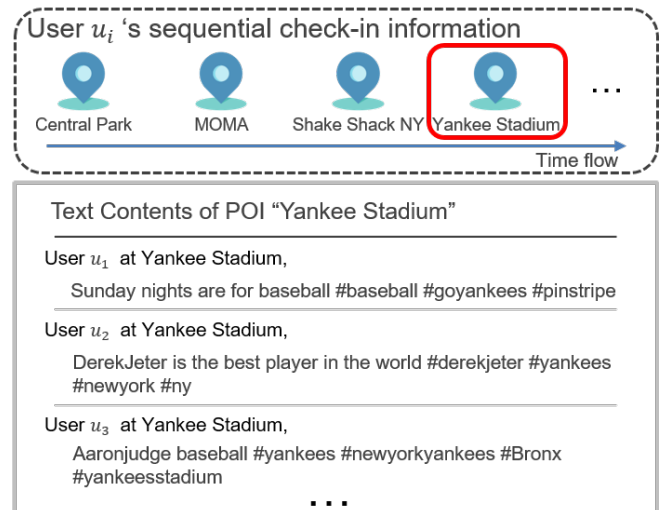 User u_i 's sequential check-in information
Central Park MOMA Shake Shack NY Yankee Stadium ...
Time flow
Text Contents of POI “Yankee Stadium”
User u_1 at Yankee Stadium,
Sunday nights are for baseball #baseball #goyankees #pinstripe
User u_2 at Yankee Stadium,
DerekJeter is the best player in the world #derekjeter #yankees
#newyork #ny
User u_3 at Yankee Stadium,
Aaronjudge baseball #yankees #newyorkyankees #Bronx
#yankeesstadium
...